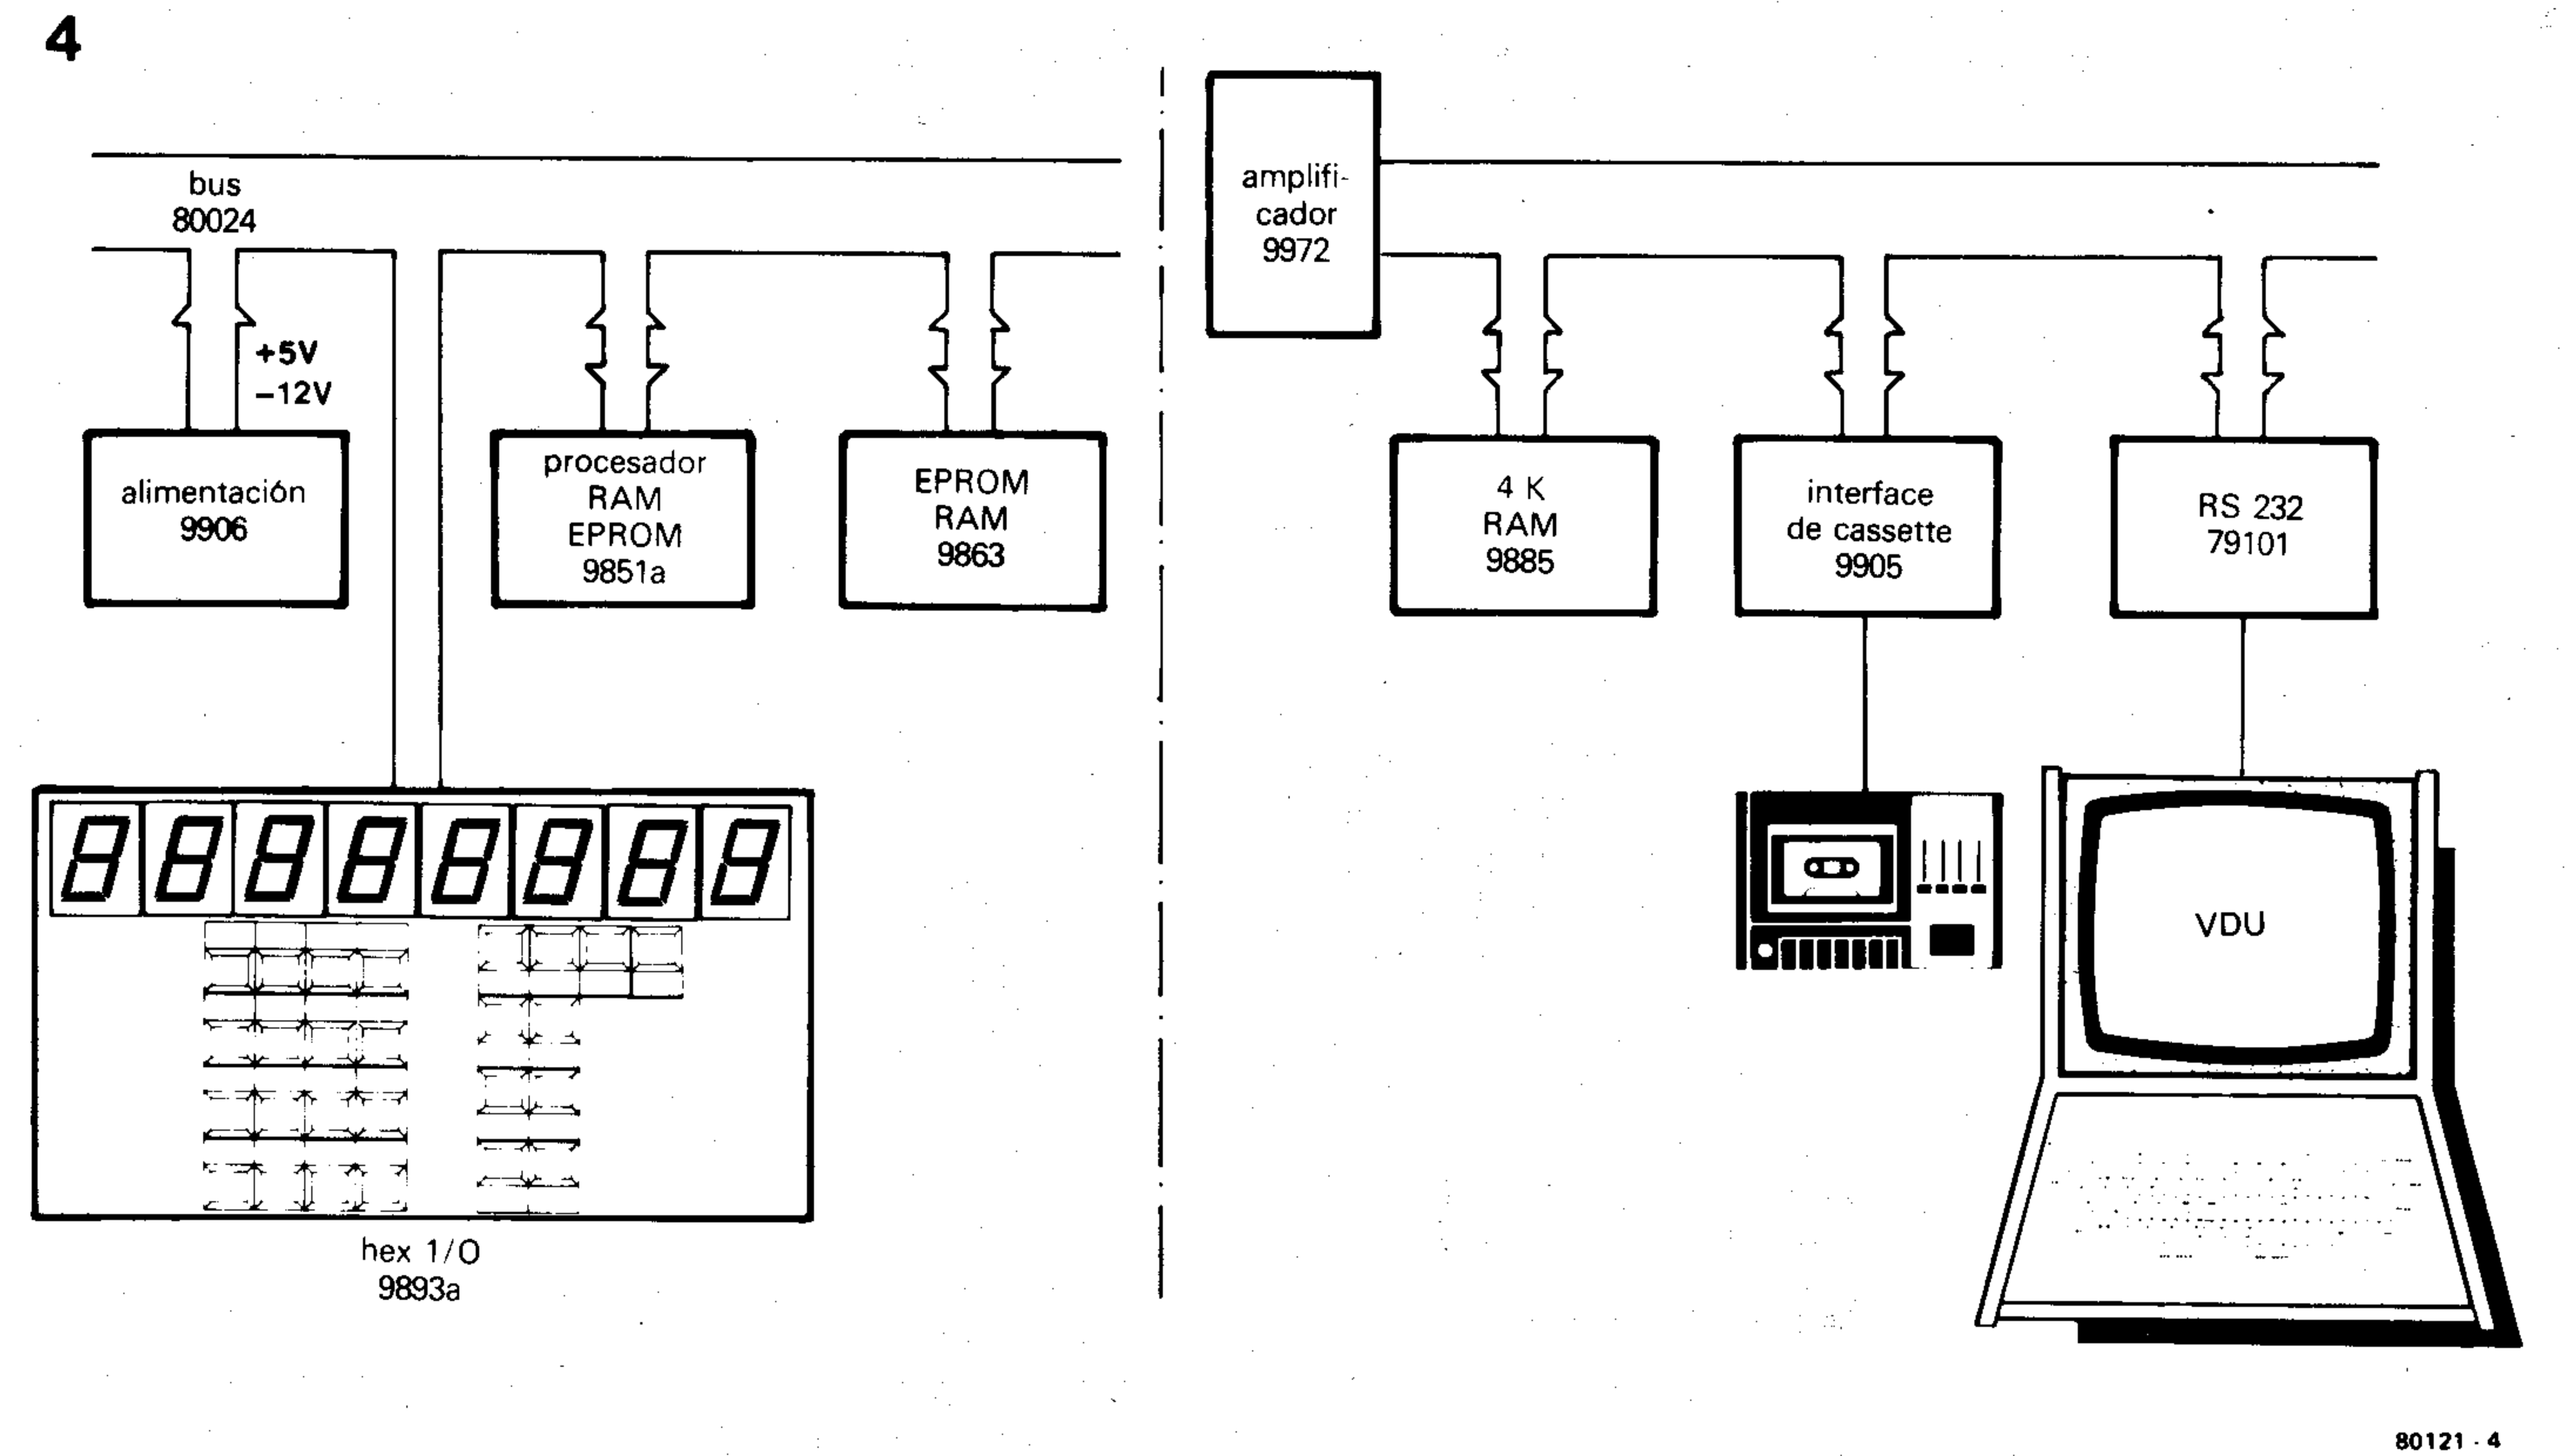 4
bus
80024
+5V
−12V
alimentación
9906
procesador
RAM
EPROM
9851a
EPROM
RAM
9863
hex 1/O
9893a
amplifi-
cador
9972
4 K
RAM
9885
interface
de cassette
9905
RS 232
79101
VDU
80121 - 4